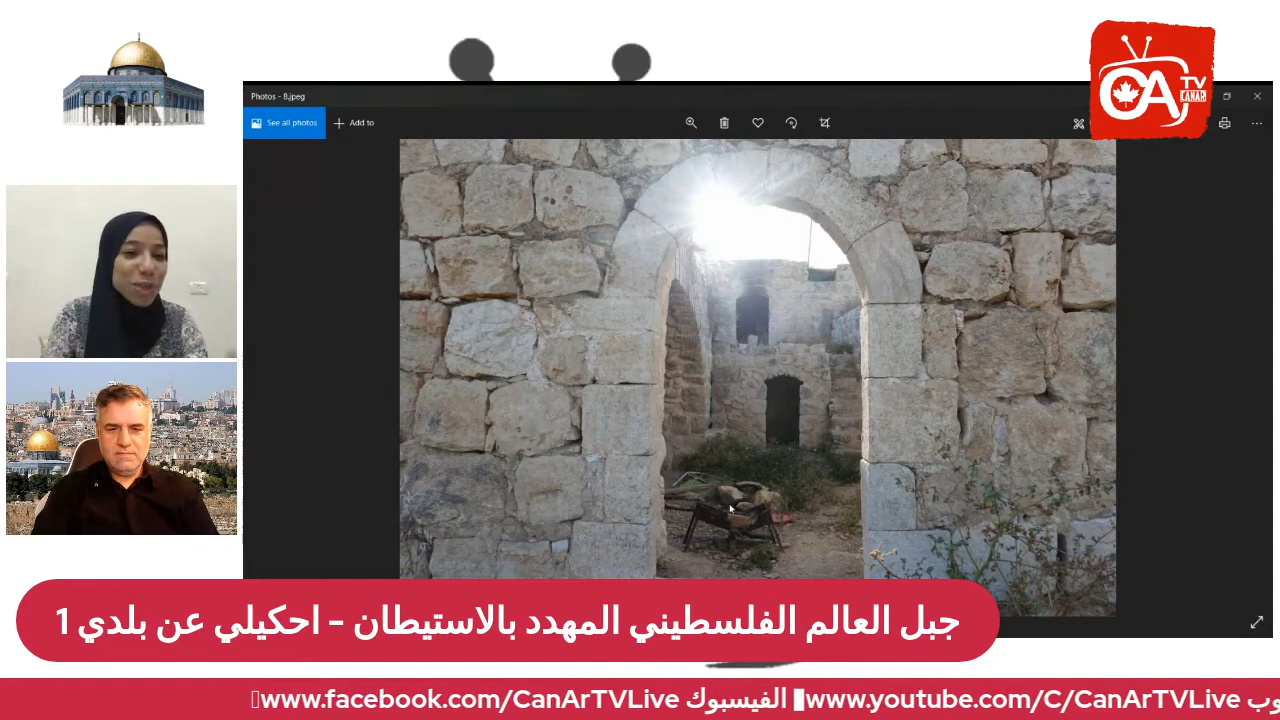 CA TV
CANAR
Photos - 8.jpeg
See all photos
Add to
جبل العالم الفلسطيني المهدد بالاستيطان - احكيلي عن بلدي 1
www.facebook.com/CanArTVLive الفيسبوك www.youtube.com/C/CanArTVLive